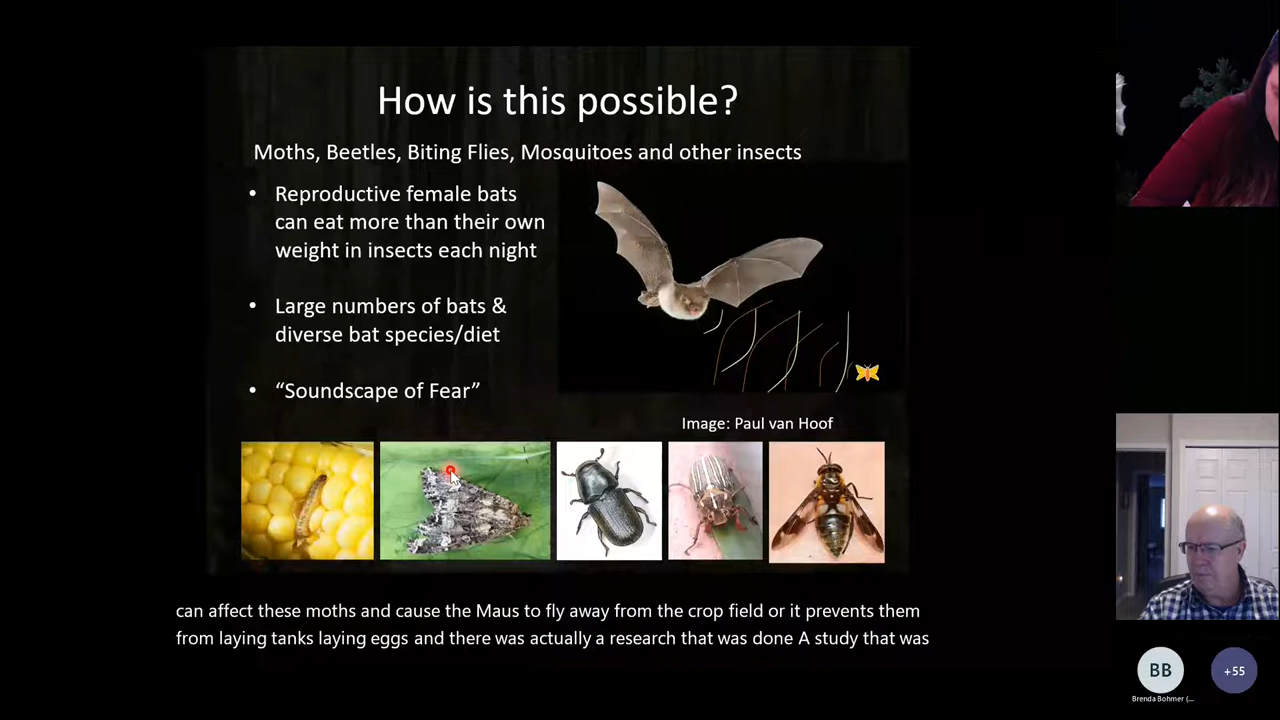 How is this possible?
Moths, Beetles, Biting Flies, Mosquitoes and other insects
• Reproductive female bats
can eat more than their own
weight in insects each night
• Large numbers of bats &
diverse bat species/diet
• “Soundscape of Fear”
Image: Paul van Hoof
can affect these moths and cause the Maus to fly away from the crop field or it prevents them
from laying tanks laying eggs and there was actually a research that was done A study that was
BB
+55
Brenda Bohmer (...